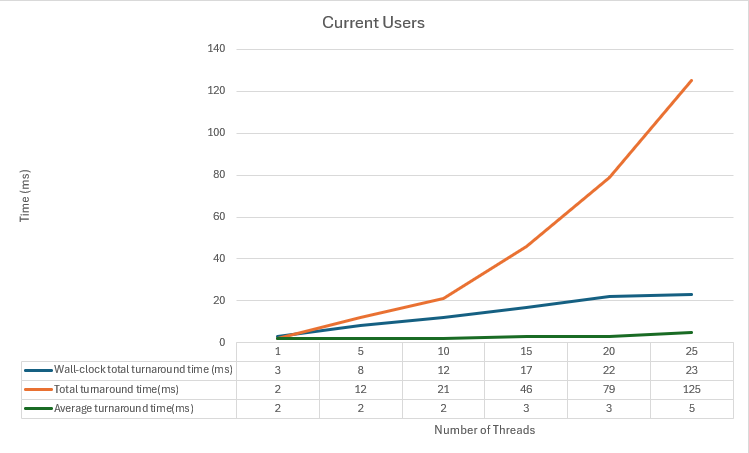 Current Users
140
120
100
80
60
40
20
0
Time (ms)
1 5 10 15 20 25
Wall-clock total turnaround time (ms) 3 8 12 17 22 23
Total turnaround time(ms) 2 12 21 46 79 125
Average turnaround time(ms) 2 2 2 3 3 5
Number of Threads